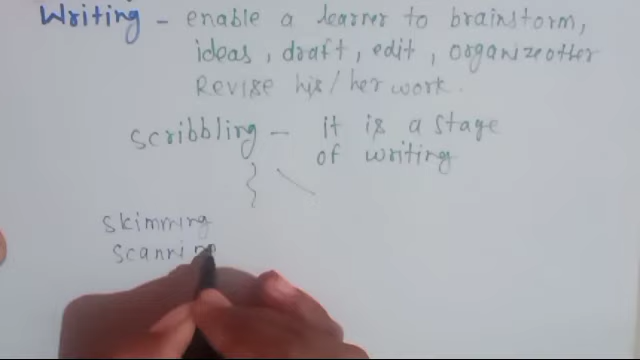 Writing - enable a learner to brainstorm,
ideas, draft, edit, organize other
Revise his/her work.
scribbling - it is a stage
of writing
skimming
scannin